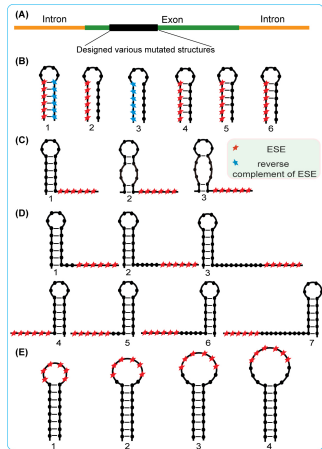 (A) Intron Exon Intron
Designed various mutated structures
(B)
1 2 3 4 5 6
(C)
1 2 3
ESE
reverse
complement of ESE
(D)
1 2 3
4 5 6 7
(E)
1 2 3 4